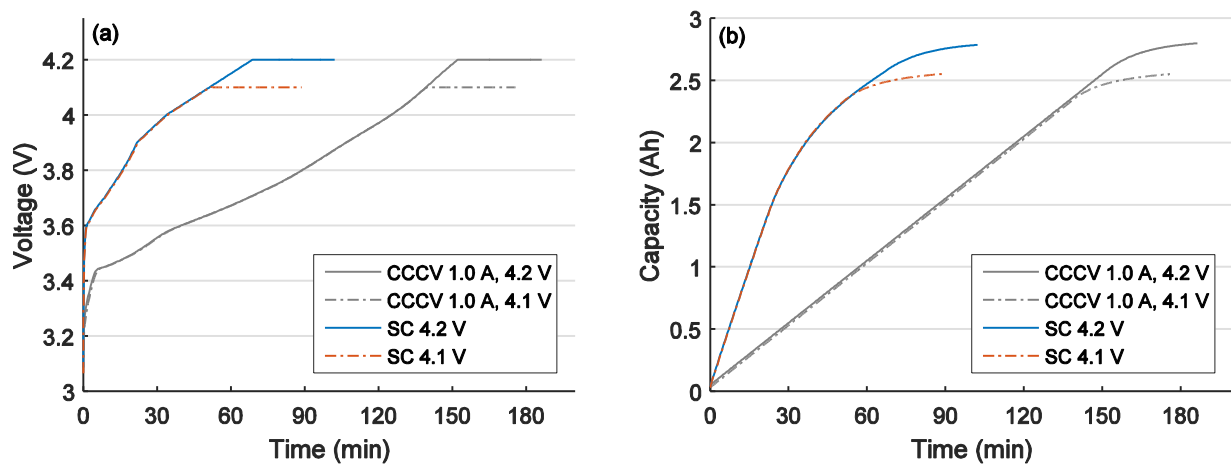 (a)
4.2
4
3.8
3.6
3.4
3.2
3
Voltage (V)
CCCV 1.0 A, 4.2 V
CCCV 1.0 A, 4.1 V
SC 4.2 V
SC 4.1 V
0 30 60 90 120 150 180
Time (min)
(b)
3
2.5
2
1.5
1
0.5
0
Capacity (Ah)
CCCV 1.0 A, 4.2 V
CCCV 1.0 A, 4.1 V
SC 4.2 V
SC 4.1 V
0 30 60 90 120 150 180
Time (min)